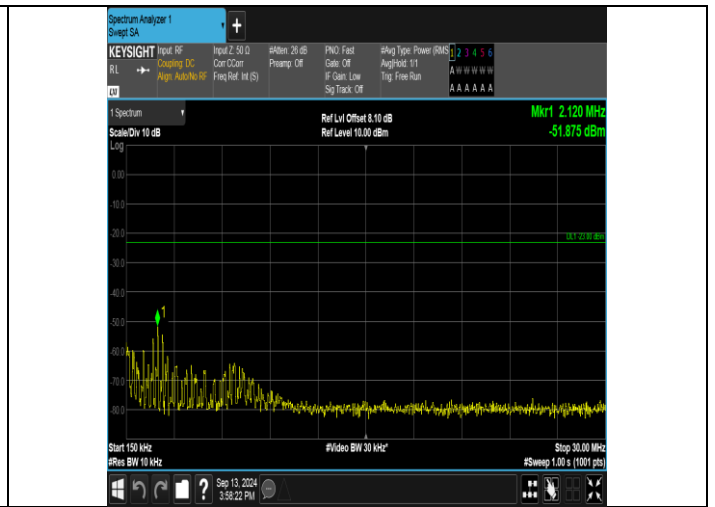 Spectrum Analyzer 1
Swept SA
+
KEYSIGHT Input: RF Input Z: 50 Ω #Atten: 26 dB PNO: Fast #Avg Type: Power (RMS 1 2 3 4 5 6
RL Coupling: DC Corr CCorr Preamp: Off Gate: Off Avg|Hold: 1/1 A W W W W W
Align: Auto/No RF Freq Ref: Int (S) IF Gain: Low Trig: Free Run
Sig Track: Off A A A A A A
LXI
1 Spectrum Ref Lvl Offset 8.10 dB Mkr1 2.120 MHz
Scale/Div 10 dB Ref Level 10.00 dBm -51.875 dBm
Log
0.00
-10.0
-20.0
DL1 -23.00 dBm
-30.0
-40.0
1
-50.0
-60.0
-70.0
-80.0
Start 150 kHz #Video BW 30 kHz* Stop 30.00 MHz
#Res BW 10 kHz #Sweep 1.00 s (1001 pts)
? Sep 13, 2024
3:58:22 PM